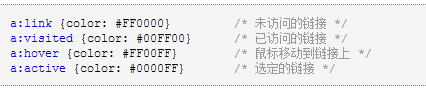 a:link {color: #FF0000} /* 未访问的链接 */
a:visited {color: #00FF00} /* 已访问的链接 */
a:hover {color: #FF00FF} /* 鼠标移动到链接上 */
a:active {color: #0000FF} /* 选定的链接 */